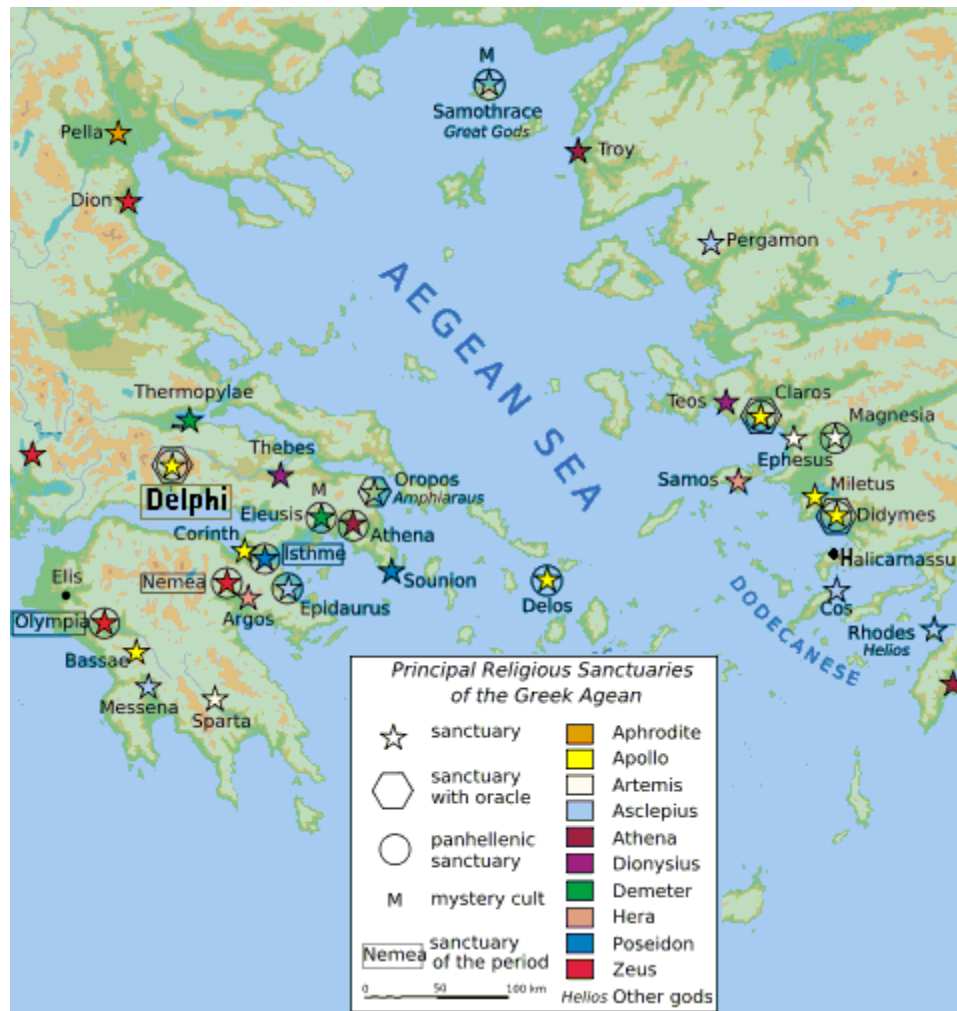 M
Samothrace
Great Gods
Pella
Troy
Dion
Pergamon
AEGEAN SEA
Thermopylae
Teos
Claros
Magnesia
Thebes
Ephesus
Oropos
Amphiaraus
Samos
Miletus
Delphi
M
Eleusis
Didymes
Corinth
Isthme
Athena
Halicarnassu
Elis
Nemea
Sounion
Epidaurus
Delos
Cos
Olympia
Argos
DODECANESE
Rhodes
Helios
Bassae
Messena
Sparta
Principal Religious Sanctuaries
of the Greek Agean
sanctuary
sanctuary
with oracle
panhellenic
sanctuary
M mystery cult
Nemea sanctuary
of the period
0 50 100 km
Aphrodite
Apollo
Artemis
Asclepius
Athena
Dionysius
Demeter
Hera
Poseidon
Zeus
Helios Other gods